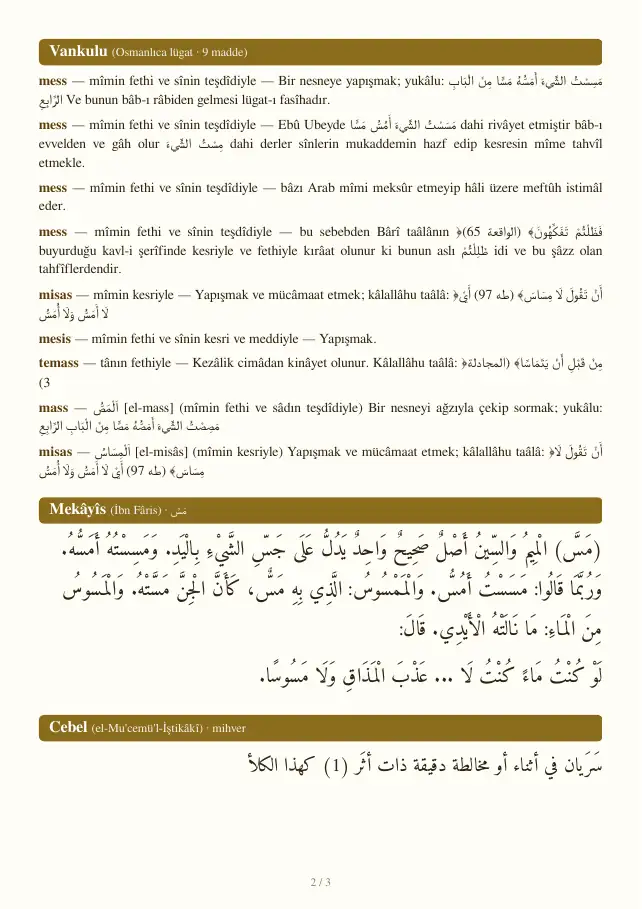 Vankulu (Osmanlıca lügat · 9 madde)
mess — mîmin fethi ve sînin teşdîdiyle — Bir nesneye yapışmak; yukâlu: مَسِسْتُ الشَّيْءَ أَمَسُّهُ مَسًّا مِنْ الْبَابِ
الرَّابِعِ Ve bunun bâb-ı râbiden gelmesi lügat-ı fasîhadır.
mess — mîmin fethi ve sînin teşdîdiyle — Ebû Ubeyde مَسَسْتُ الشَّيْءَ أَمُسُّ مَسًّا dahi rivâyet etmiştir bâb-ı
evvelden ve gâh olur مِسْتُ الشَّيْءَ dahi derler sînlerin mukaddemin hazf edip kesresin mîme tahvîl
etmekle.
mess — mîmin fethi ve sînin teşdîdiyle — bâzı Arab mîmi meksûr etmeyip hâli üzere meftûh istimâl
eder.
mess — mîmin fethi ve sînin teşdîdiyle — bu sebebden Bârî taâlânın ﴿فَظَلْتُمْ تَفَكَّهُونَ﴾ (الواقعة 65)
buyurduğu kavl-i şerîfinde kesriyle ve fethiyle kırâat olunur ki bunun aslı ظَلِلْتُمْ idi ve bu şâzz olan
tahfîflerdendir.
misas — mîmin kesriyle — Yapışmak ve mücâmaat etmek; kâlallâhu taâlâ: ﴿أَنْ تَقُولَ لَا مِسَاسَ﴾ (طه 97) أَيْ
لَا أَمَسُّ وَلَا أُمَسُّ
mesis — mîmin fethi ve sînin kesri ve meddiyle — Yapışmak.
temass — tânın fethiyle — Kezâlik cimâdan kinâyet olunur. Kâlallâhu taâlâ: ﴿مِنْ قَبْلِ أَنْ يَتَمَاسَّا﴾ (المجادلة
3)
mass — اَلْمَصُّ [el-mass] (mîmin fethi ve sâdın teşdîdiyle) Bir nesneyi ağzıyla çekip sormak; yukâlu:
مَصِصْتُ الشَّيْءَ أَمَصُّهُ مَصًّا مِنْ الْبَابِ الرَّابِعِ
misas — اَلْمِسَاسُ [el-misâs] (mîmin kesriyle) Yapışmak ve mücâmaat etmek; kâlallâhu taâlâ: ﴿أَنْ تَقُولَ لَا
مِسَاسَ﴾ (طه 97) أَيْ لَا أَمَسُّ وَلَا أُمَسُّ
Mekâyîs (İbn Fâris) · مَسّ
(مَسَّ) الْمِيمُ وَالسِّينُ أَصْلٌ صَحِيحٌ وَاحِدٌ يَدُلُّ عَلَى جَسِّ الشَّيْءِ بِالْيَدِ. وَمَسِسْتُهُ أَمَسُّهُ.
وَرُبَّمَا قَالُوا: مَسَسْتُ أَمُسُّ. وَالْمَمْسُوسُ: الَّذِي بِهِ مَسٌّ، كَأَنَّ الْجِنَّ مَسَّتْهُ. وَالْمَسُوسُ
مِنَ الْمَاءِ: مَا نَالَتْهُ الْأَيْدِي. قَالَ:
لَوْ كُنْتُ مَاءً كُنْتُ لَا ... عَذْبَ الْمَذَاقِ وَلَا مَسُوسًا.
Cebel (el-Mu'cemü'l-İştikâkî) · mihver
سَرَيان في أثناء أو مخالطة دقيقة ذات أثَر (1) كهذا الكلأ
2 / 3